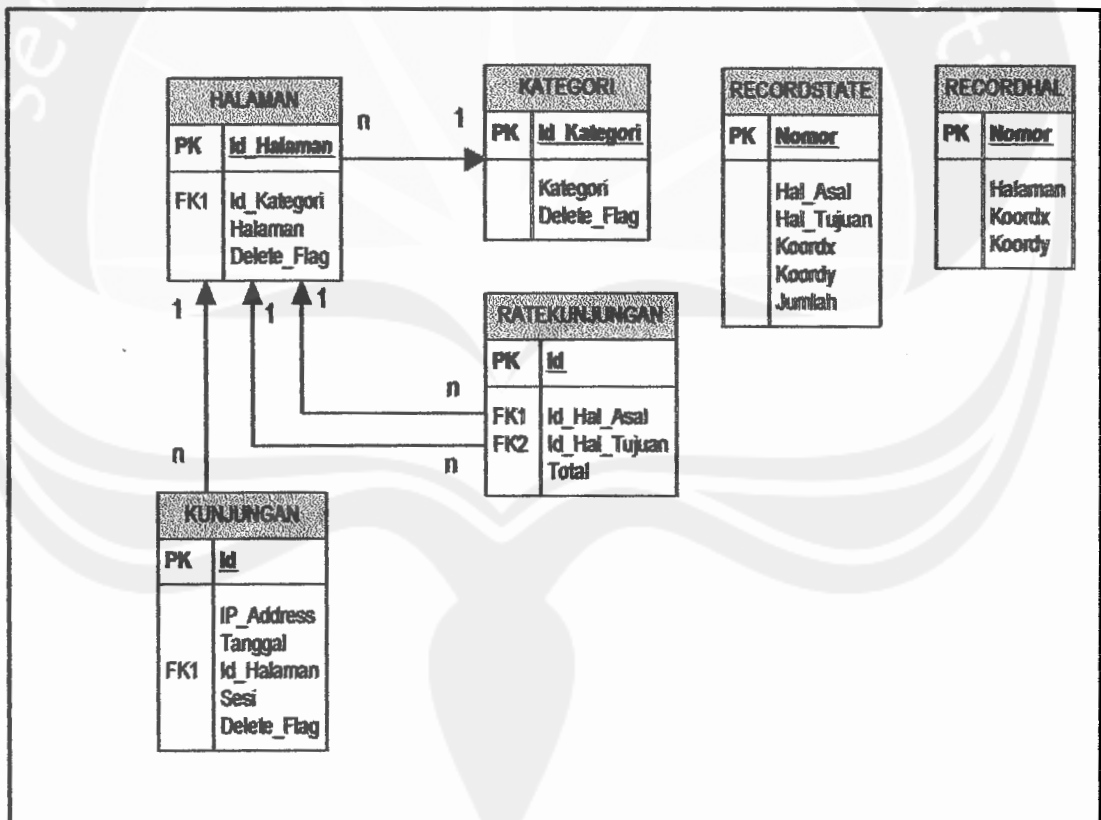 HALAMAN
PK Id_Halaman
FK1 Id_Kategori
Halaman
Delete_Flag
n 1
KATEGORI
PK Id_Kategori
Kategori
Delete_Flag
RECORDSTATE
PK Nomor
Hal_Asal
Hal_Tujuan
Koordx
Koordy
Jumlah
RECORDHAL
PK Nomor
Halaman
Koordx
Koordy
1 1 1
RATEKUNJUNGAN
PK Id
FK1 Id_Hal_Asal
FK2 Id_Hal_Tujuan
Total
n
n
n
KUNJUNGAN
PK Id
IP_Address
Tanggal
FK1 Id_Halaman
Sesi
Delete_Flag